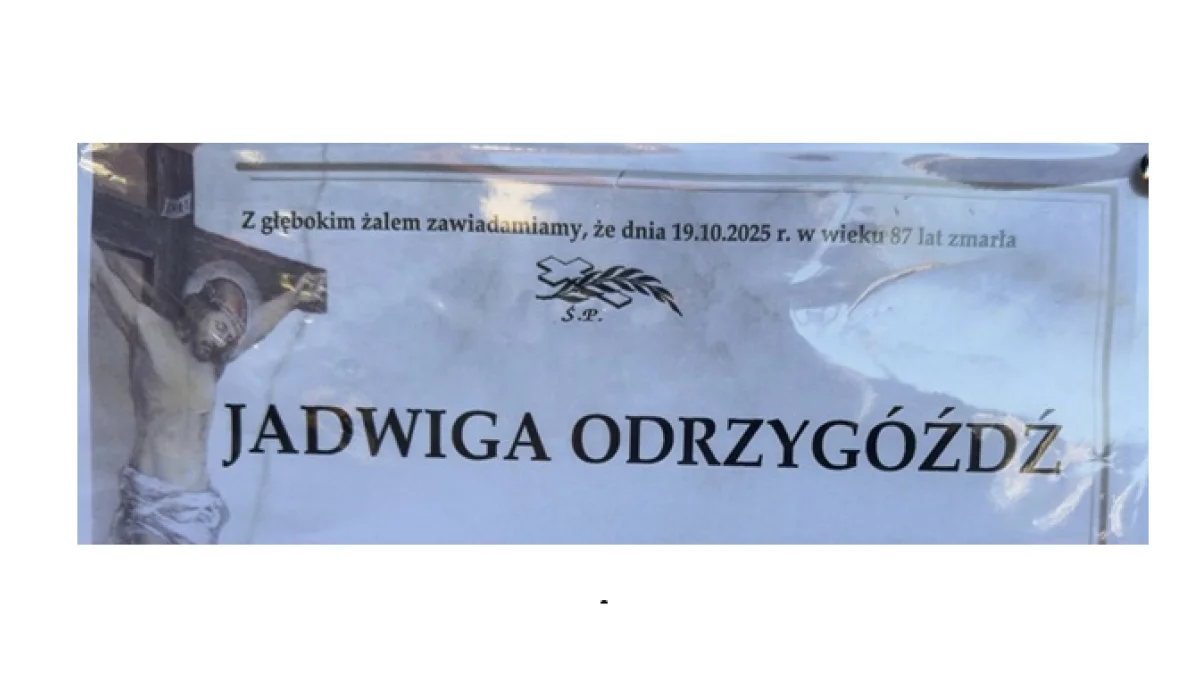 Z głębokim żalem zawiadamiamy, że dnia 19.10.2025 r. w wieku 87 lat zmarła
Ś.P.
JADWIGA ODRZYGÓŹDŹ